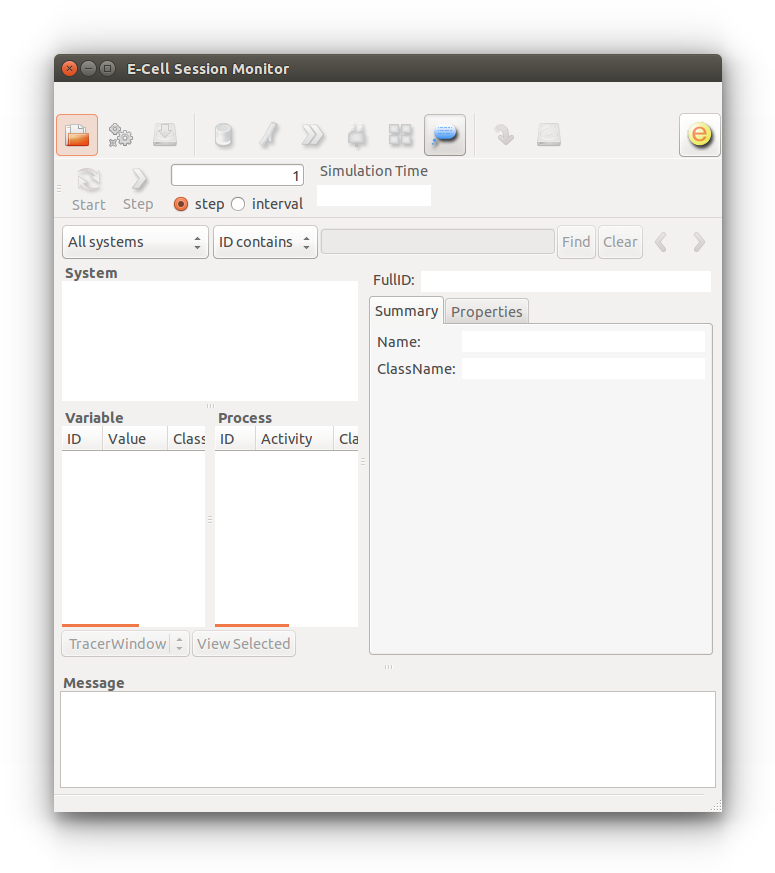 E-Cell Session Monitor
e
Start
Step
1
step
interval
Simulation Time
All systems
ID contains
Find
Clear
System
FullID:
Summary
Properties
Name:
ClassName:
Variable
Process
ID
Value
Class
ID
Activity
Cla
TracerWindow
View Selected
Message